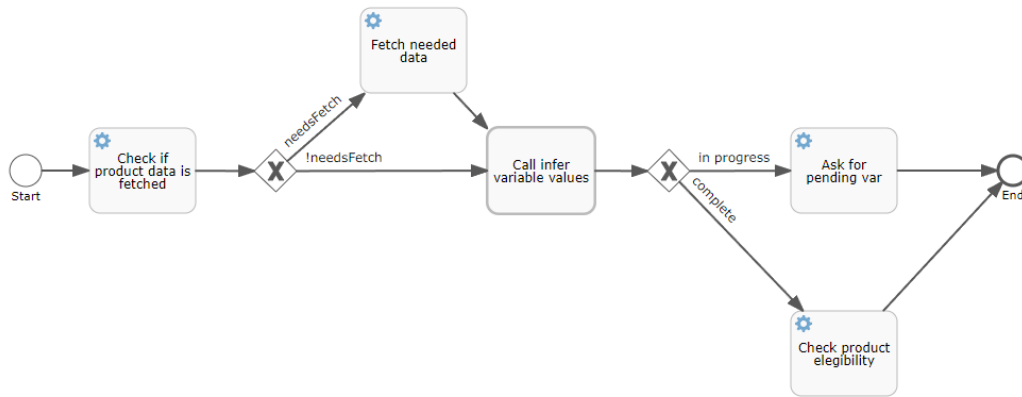 Fetch needed
data
needsFetch
!needsFetch
Start
Check if
product data is
fetched
Call infer
variable values
in progress
complete
Ask for
pending var
End
Check product
elegibility